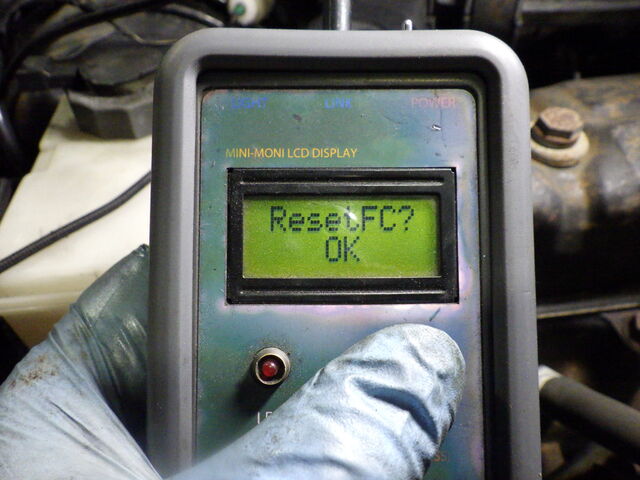 LINK POWER
MINI-MONI LCD DISPLAY
ResetFC?
OK